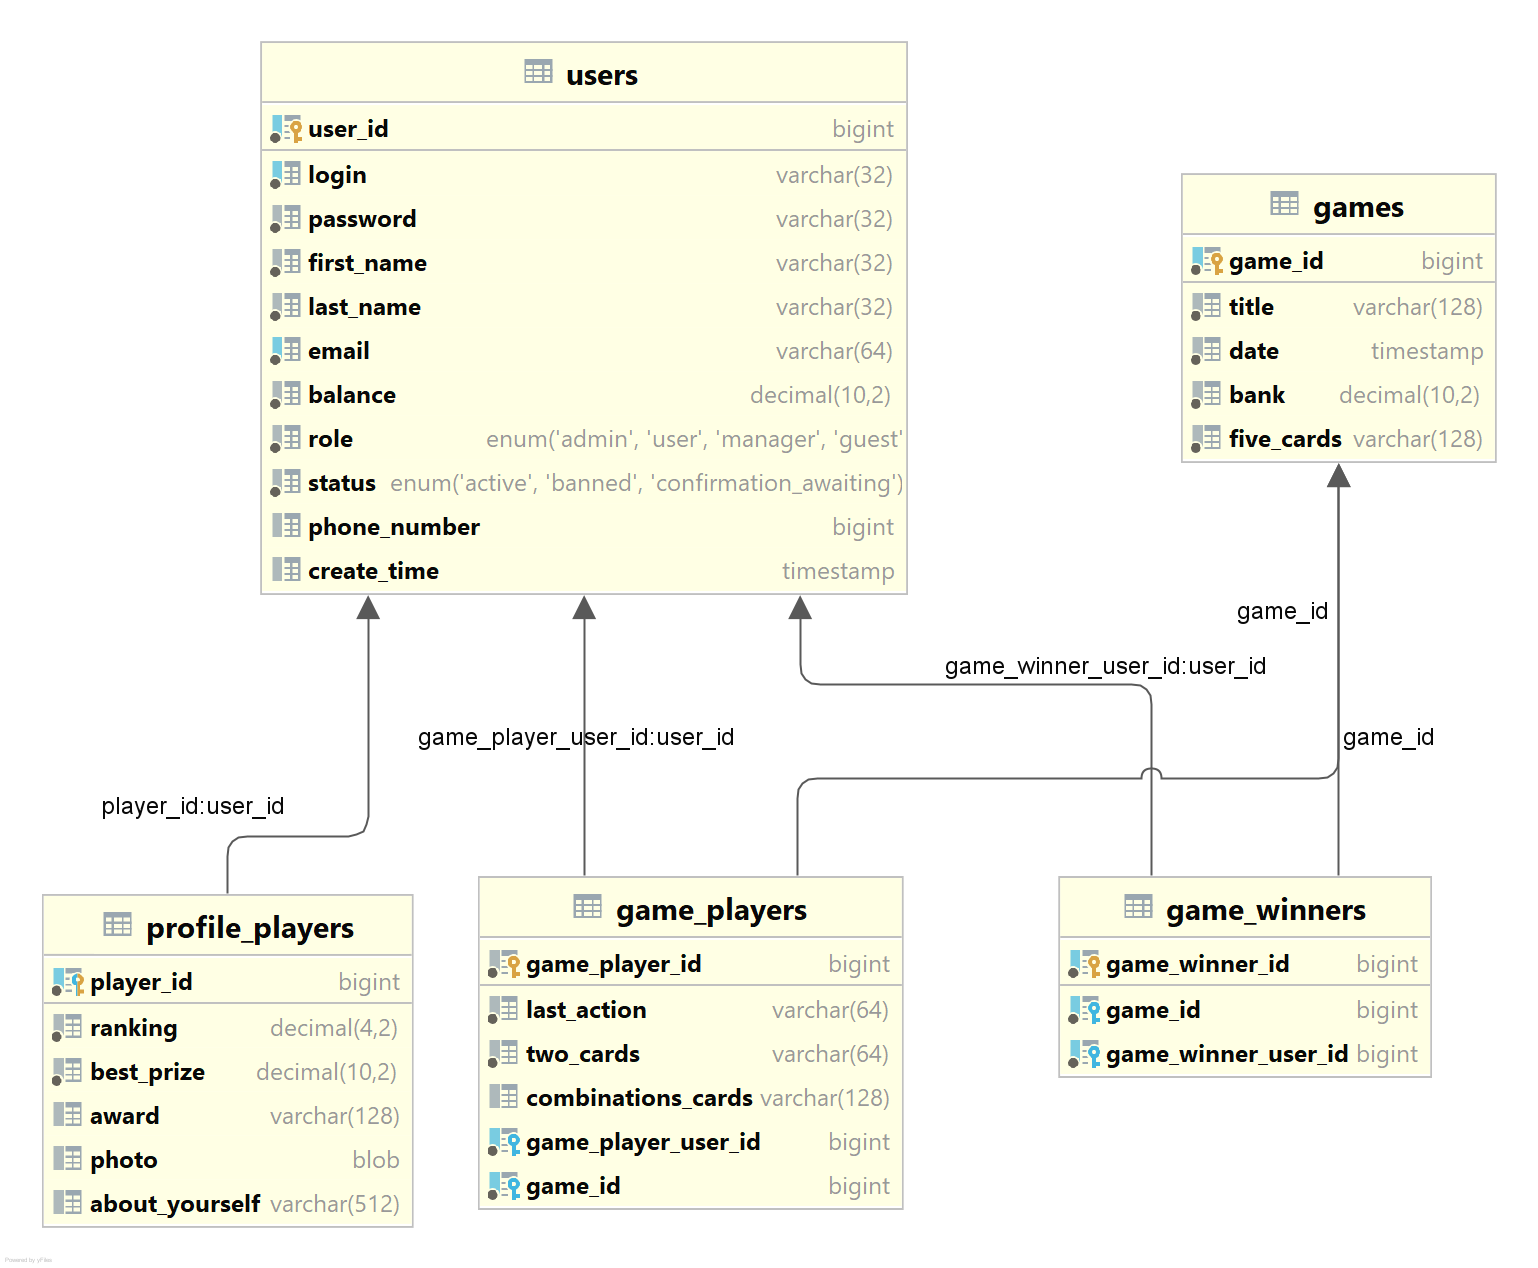 users
user_id bigint
login varchar(32)
password varchar(32)
first_name varchar(32)
last_name varchar(32)
email varchar(64)
balance decimal(10,2)
role enum('admin', 'user', 'manager', 'guest'
status enum('active', 'banned', 'confirmation_awaiting')
phone_number bigint
create_time timestamp
games
game_id bigint
title varchar(128)
date timestamp
bank decimal(10,2)
five_cards varchar(128)
game_id
game_winner_user_id:user_id
game_player_user_id:user_id
game_id
player_id:user_id
profile_players
player_id bigint
ranking decimal(4,2)
best_prize decimal(10,2)
award varchar(128)
photo blob
about_yourself varchar(512)
game_players
game_player_id bigint
last_action varchar(64)
two_cards varchar(64)
combinations_cards varchar(128)
game_player_user_id bigint
game_id bigint
game_winners
game_winner_id bigint
game_id bigint
game_winner_user_id bigint
Powered by yFiles